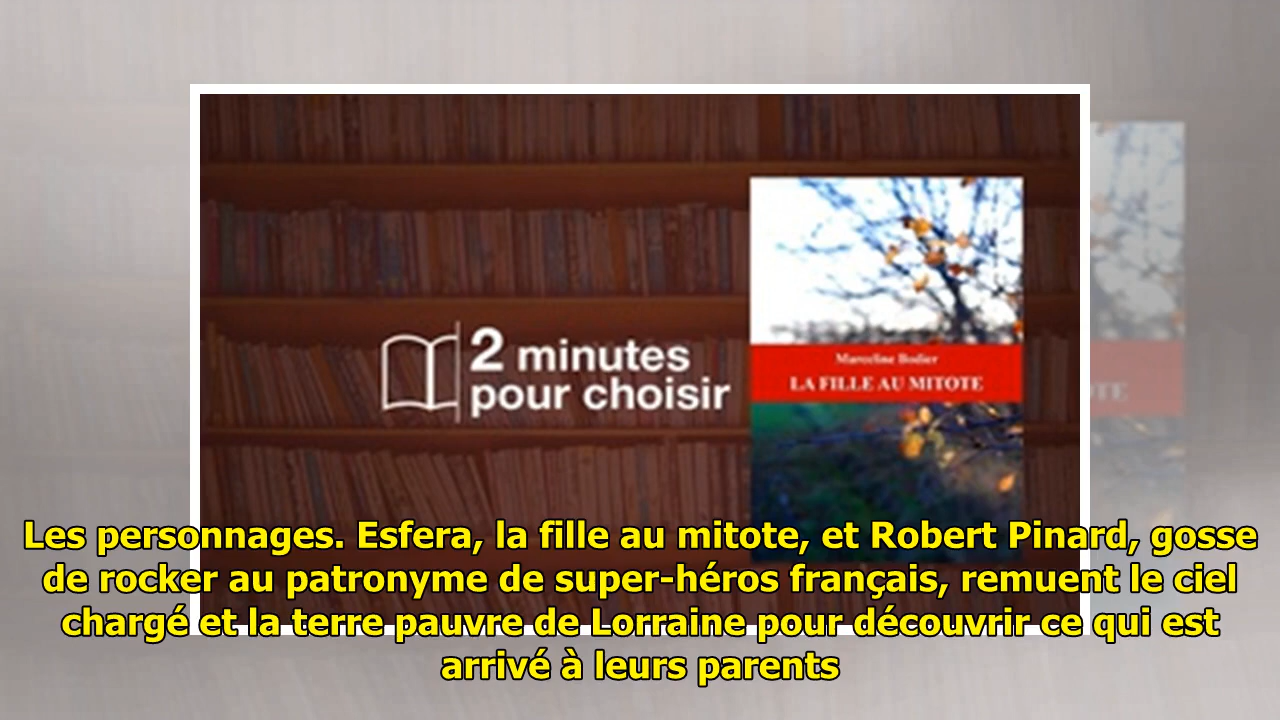 2 minutes
pour choisir
Marceline Bodier
LA FILLE AU MITOTE
OTE
Les personnages. Esfera, la fille au mitote, et Robert Pinard, gosse
de rocker au patronyme de super-héros français, remuent le ciel
chargé et la terre pauvre de Lorraine pour découvrir ce qui est
arrivé à leurs parents